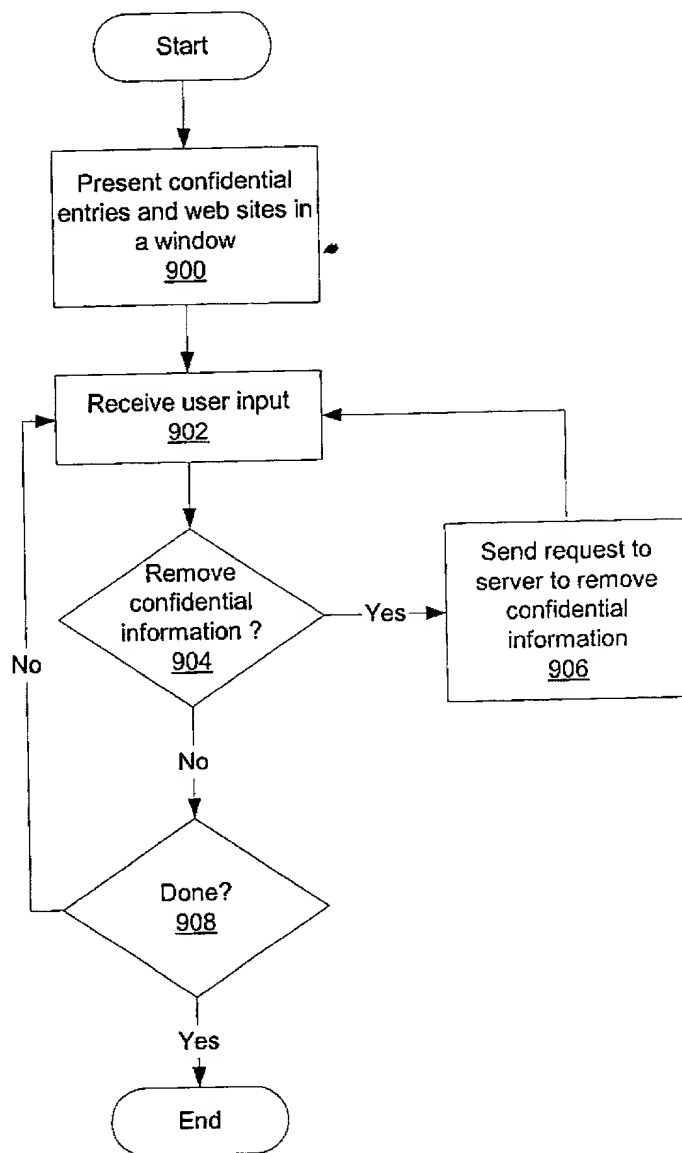 Start
Present confidential
entries and web sites in
a window
900
Receive user input
902
Remove
confidential
information ?
904
Yes
Send request to
server to remove
confidential
information
906
No
No
Done?
908
Yes
End